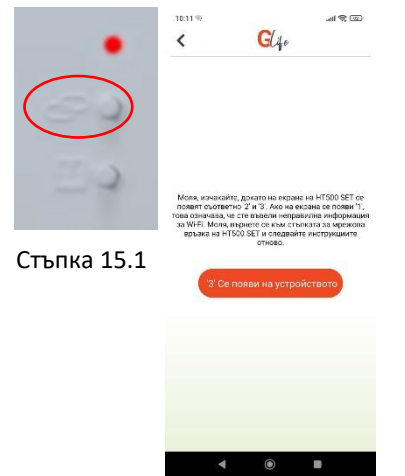 10:11
GLife
Моля, изчакайте, докато на екрана на HT500 SET се
появят съответно '2' и '3'. Ако на екрана се появи '1',
това означава, че сте въвели неправилна информация
за Wi-Fi. Моля, върнете се към стъпката за мрежова
връзка на HT500 SET и следвайте инструкциите
отново.
'3' Се появи на устройството
Стъпка 15.1